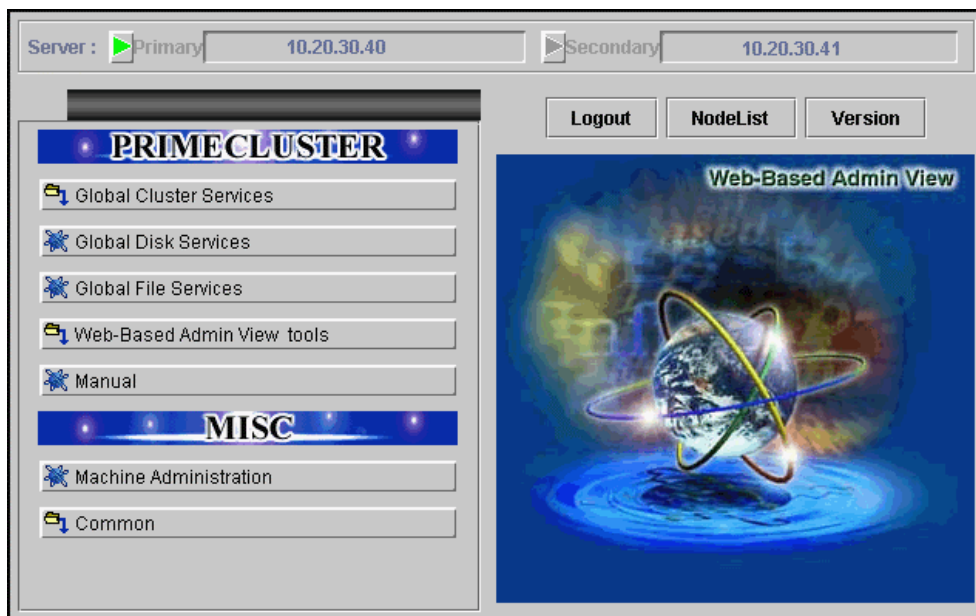 Server : Primary 10.20.30.40 Secondary 10.20.30.41
Logout NodeList Version
PRIMECLUSTER
Global Cluster Services
Global Disk Services
Global File Services
Web-Based Admin View tools
Manual
MISC
Machine Administration
Common
Web-Based Admin View